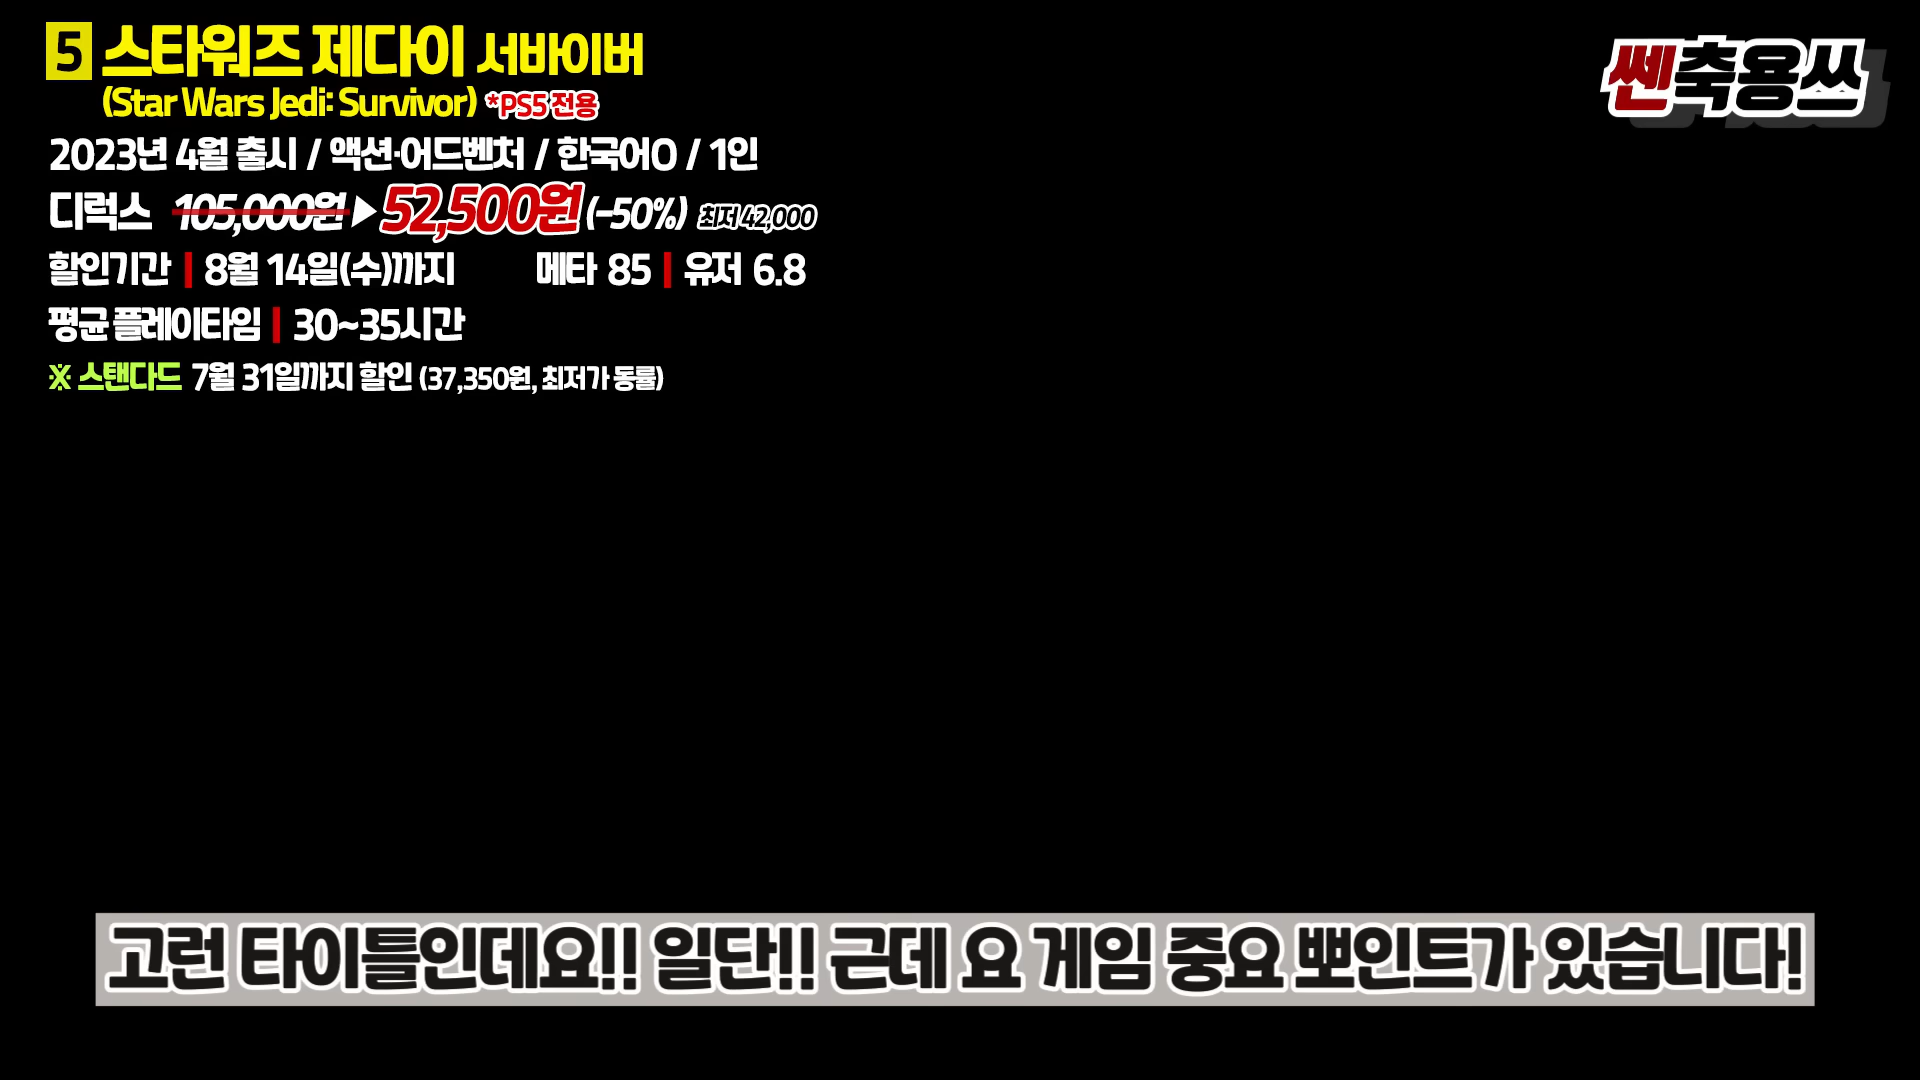 5 스타워즈 제다이 서바이버
쎈축용쓰
(Star Wars Jedi: Survivor) *PS5 전용
2023년 4월 출시 / 액션·어드벤처 / 한국어O / 1인
디럭스 105,000원 ▶ 52,500원 (-50%) 최저 42,000
할인기간 | 8월 14일(수)까지 메타 85 | 유저 6.8
평균 플레이타임 | 30~35시간
※ 스탠다드 7월 31일까지 할인 (37,350원, 최저가 동률)
고런 타이틀인데요!! 일단!! 근데 요 게임 중요 뽀인트가 있습니다!